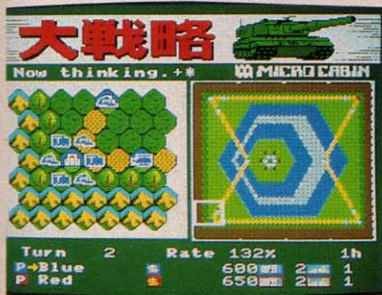 大戦略
Now thinking.+*
MICRO CABIN
Turn 2 Rate 132% 1h
P→Blue 600 2 1
P Red 650 2 1